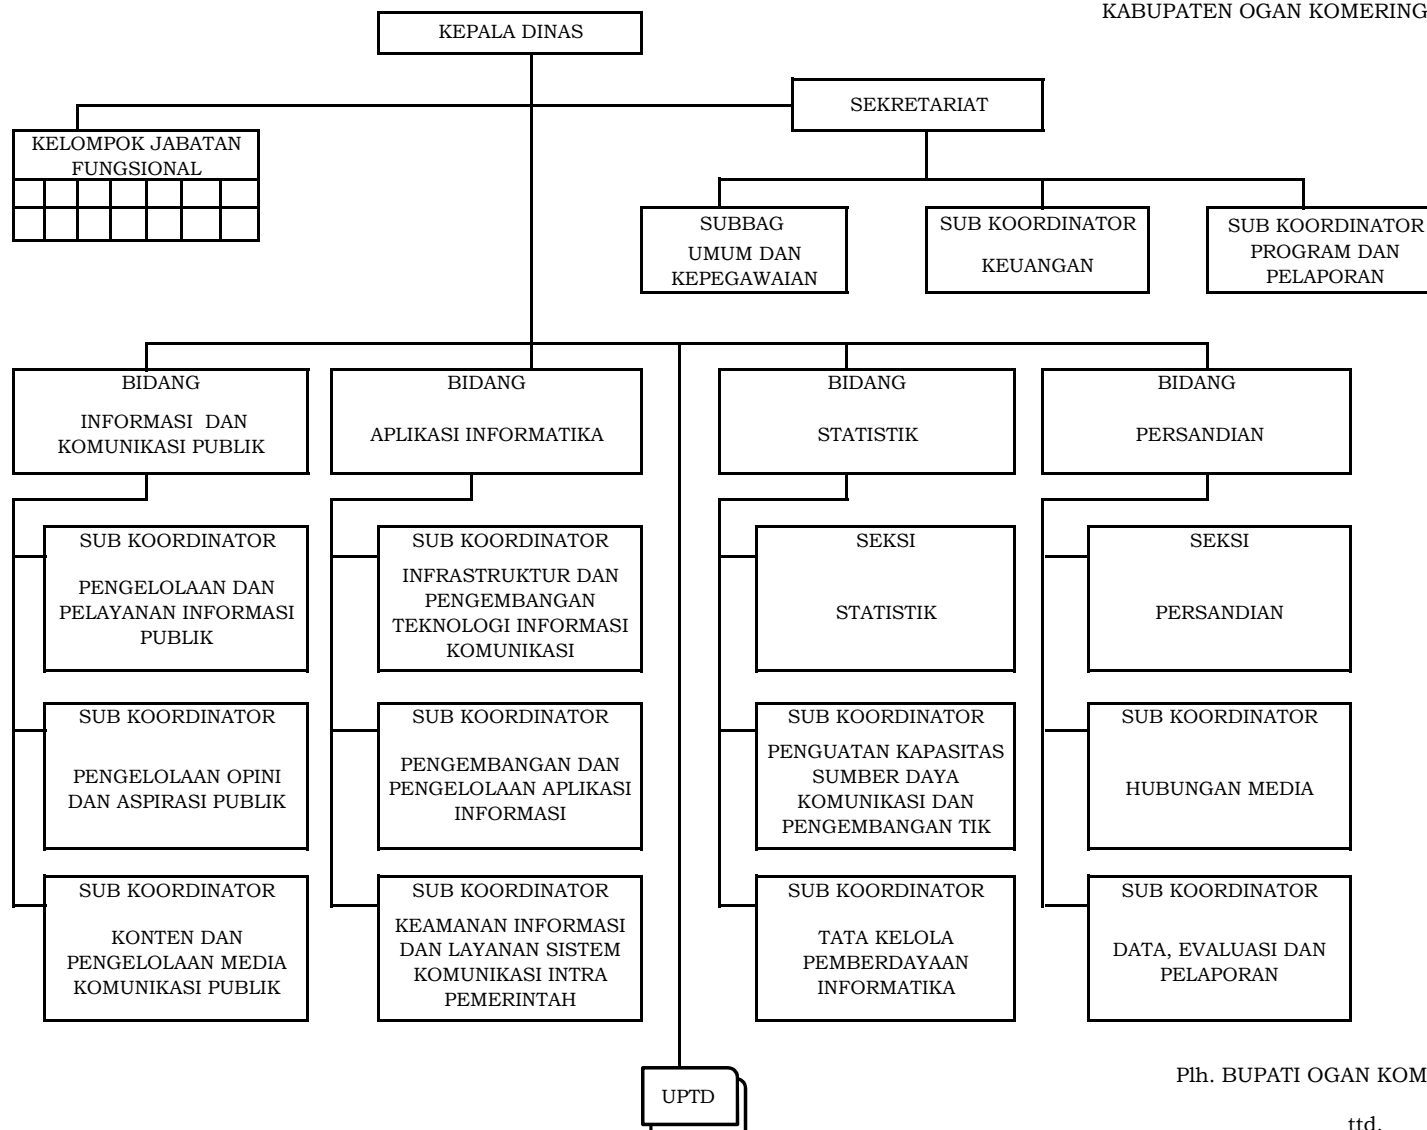 KABUPATEN OGAN KOMERING
KEPALA DINAS
SEKRETARIAT
KELOMPOK JABATAN
FUNGSIONAL
SUBBAG
UMUM DAN
KEPEGAWAIAN
SUB KOORDINATOR
KEUANGAN
SUB KOORDINATOR
PROGRAM DAN
PELAPORAN
BIDANG
INFORMASI DAN
KOMUNIKASI PUBLIK
BIDANG
APLIKASI INFORMATIKA
BIDANG
STATISTIK
BIDANG
PERSANDIAN
SUB KOORDINATOR
PENGELOLAAN DAN
PELAYANAN INFORMASI
PUBLIK
SUB KOORDINATOR
INFRASTRUKTUR DAN
PENGEMBANGAN
TEKNOLOGI INFORMASI
KOMUNIKASI
SEKSI
STATISTIK
SEKSI
PERSANDIAN
SUB KOORDINATOR
PENGELOLAAN OPINI
DAN ASPIRASI PUBLIK
SUB KOORDINATOR
PENGEMBANGAN DAN
PENGELOLAAN APLIKASI
INFORMASI
SUB KOORDINATOR
PENGUATAN KAPASITAS
SUMBER DAYA
KOMUNIKASI DAN
PENGEMBANGAN TIK
SUB KOORDINATOR
HUBUNGAN MEDIA
SUB KOORDINATOR
KONTEN DAN
PENGELOLAAN MEDIA
KOMUNIKASI PUBLIK
SUB KOORDINATOR
KEAMANAN INFORMASI
DAN LAYANAN SISTEM
KOMUNIKASI INTRA
PEMERINTAH
SUB KOORDINATOR
TATA KELOLA
PEMBERDAYAAN
INFORMATIKA
SUB KOORDINATOR
DATA, EVALUASI DAN
PELAPORAN
UPTD
Plh. BUPATI OGAN KOM
ttd.